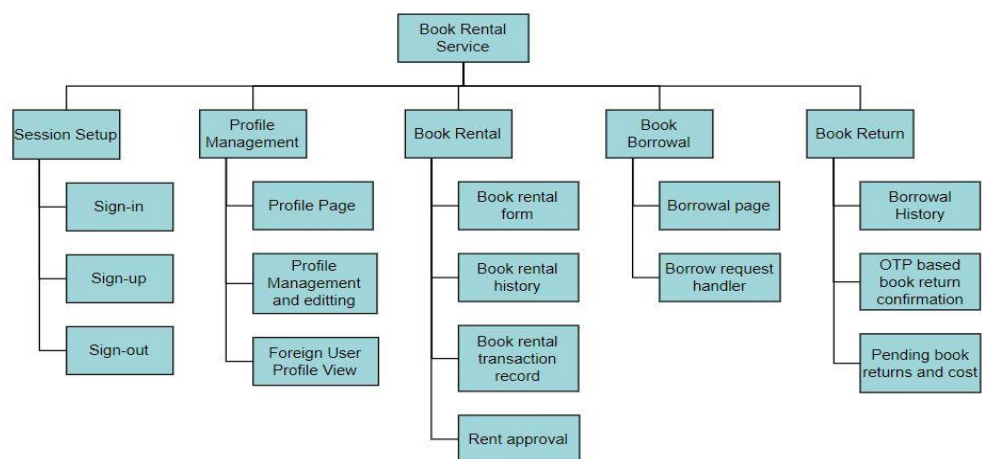 Book Rental
Service
Session Setup
Profile
Management
Book Rental
Book
Borrowal
Book Return
Sign-in
Sign-up
Sign-out
Profile Page
Profile
Management
and editting
Foreign User
Profile View
Book rental
form
Book rental
history
Book rental
transaction
record
Rent approval
Borrowal page
Borrow request
handler
Borrowal
History
OTP based
book return
confirmation
Pending book
returns and cost